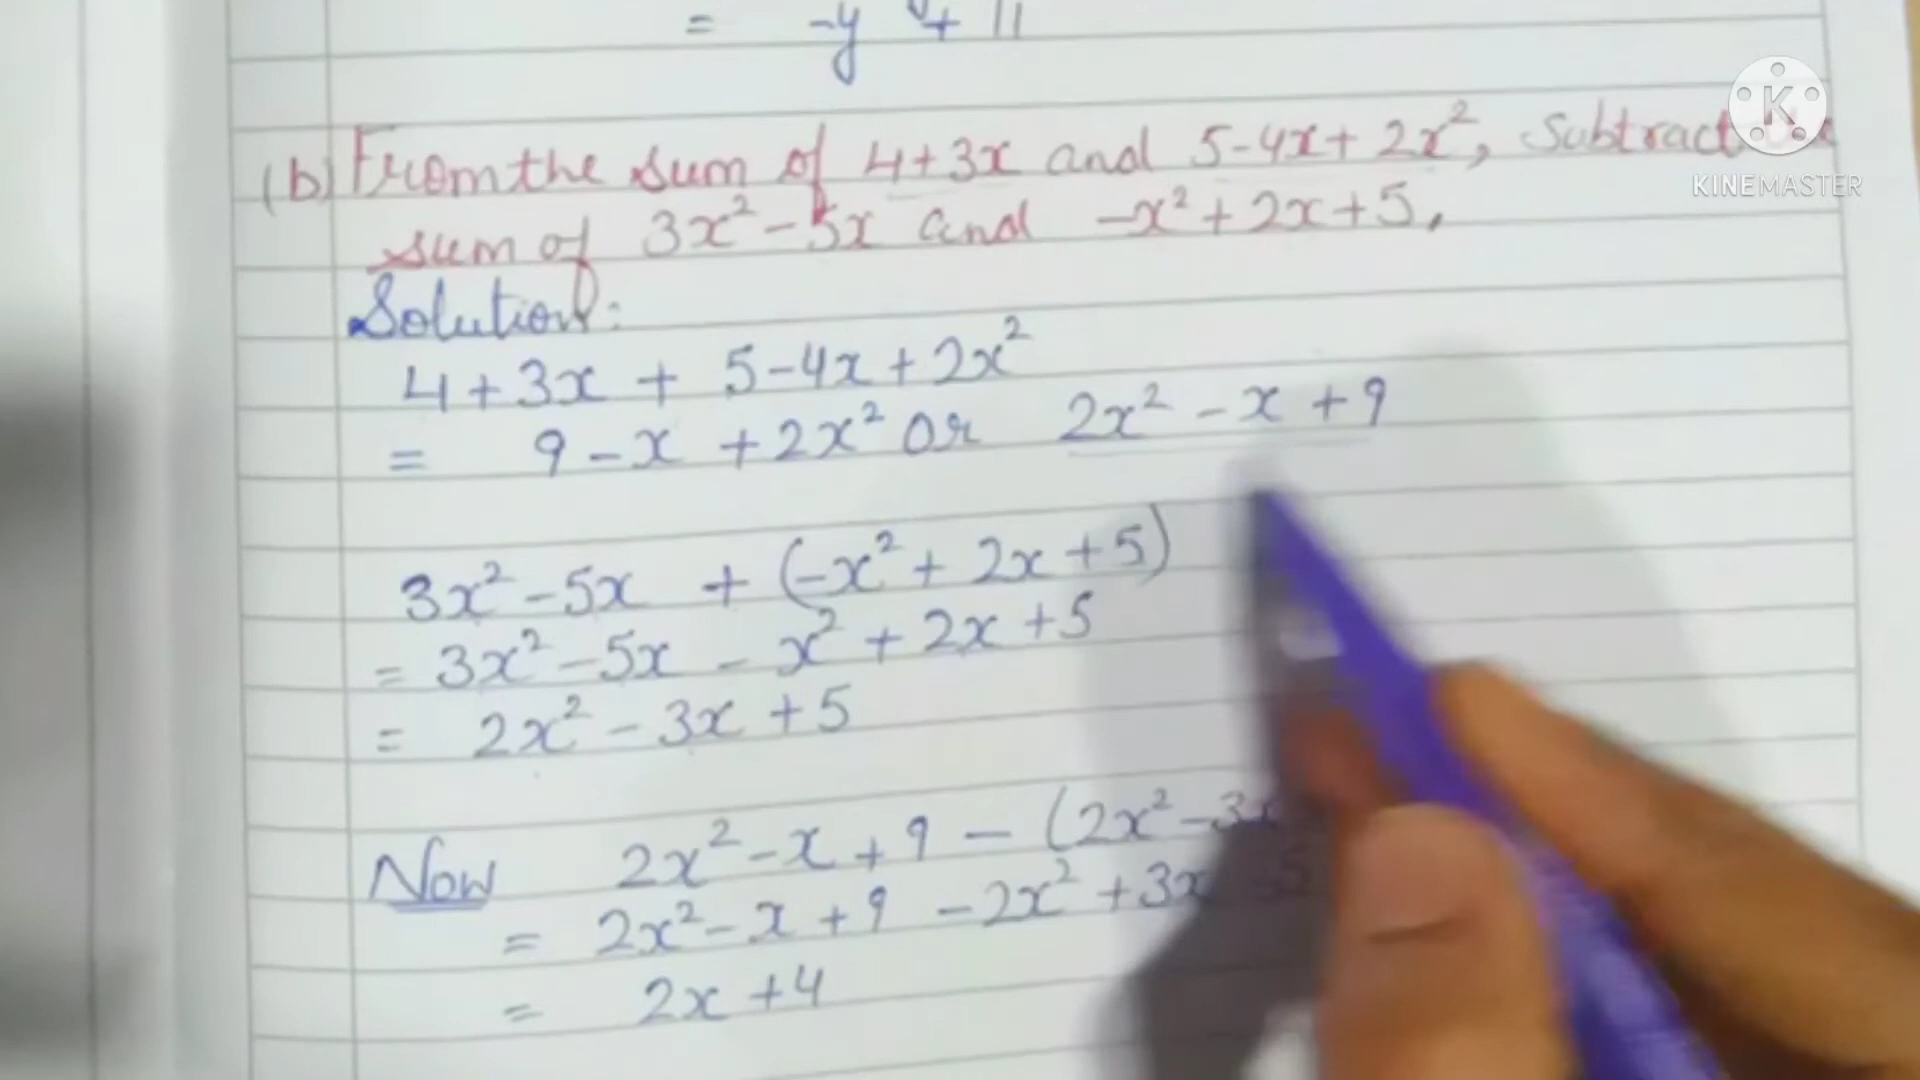 = -y + 11
(b) From the sum of 4+3x and 5-4x+2x², Subtract
sum of 3x²-5x and -x²+2x+5.
Solution:
4+3x + 5-4x+2x²
= 9-x+2x² Or 2x²-x+9
3x²-5x + (-x²+2x+5)
= 3x²-5x - x²+2x+5
= 2x²-3x+5
Now 2x²-x+9 - (2x²-3x
= 2x²-x+9 -2x²+3x-5
= 2x+4
K
KINEMASTER